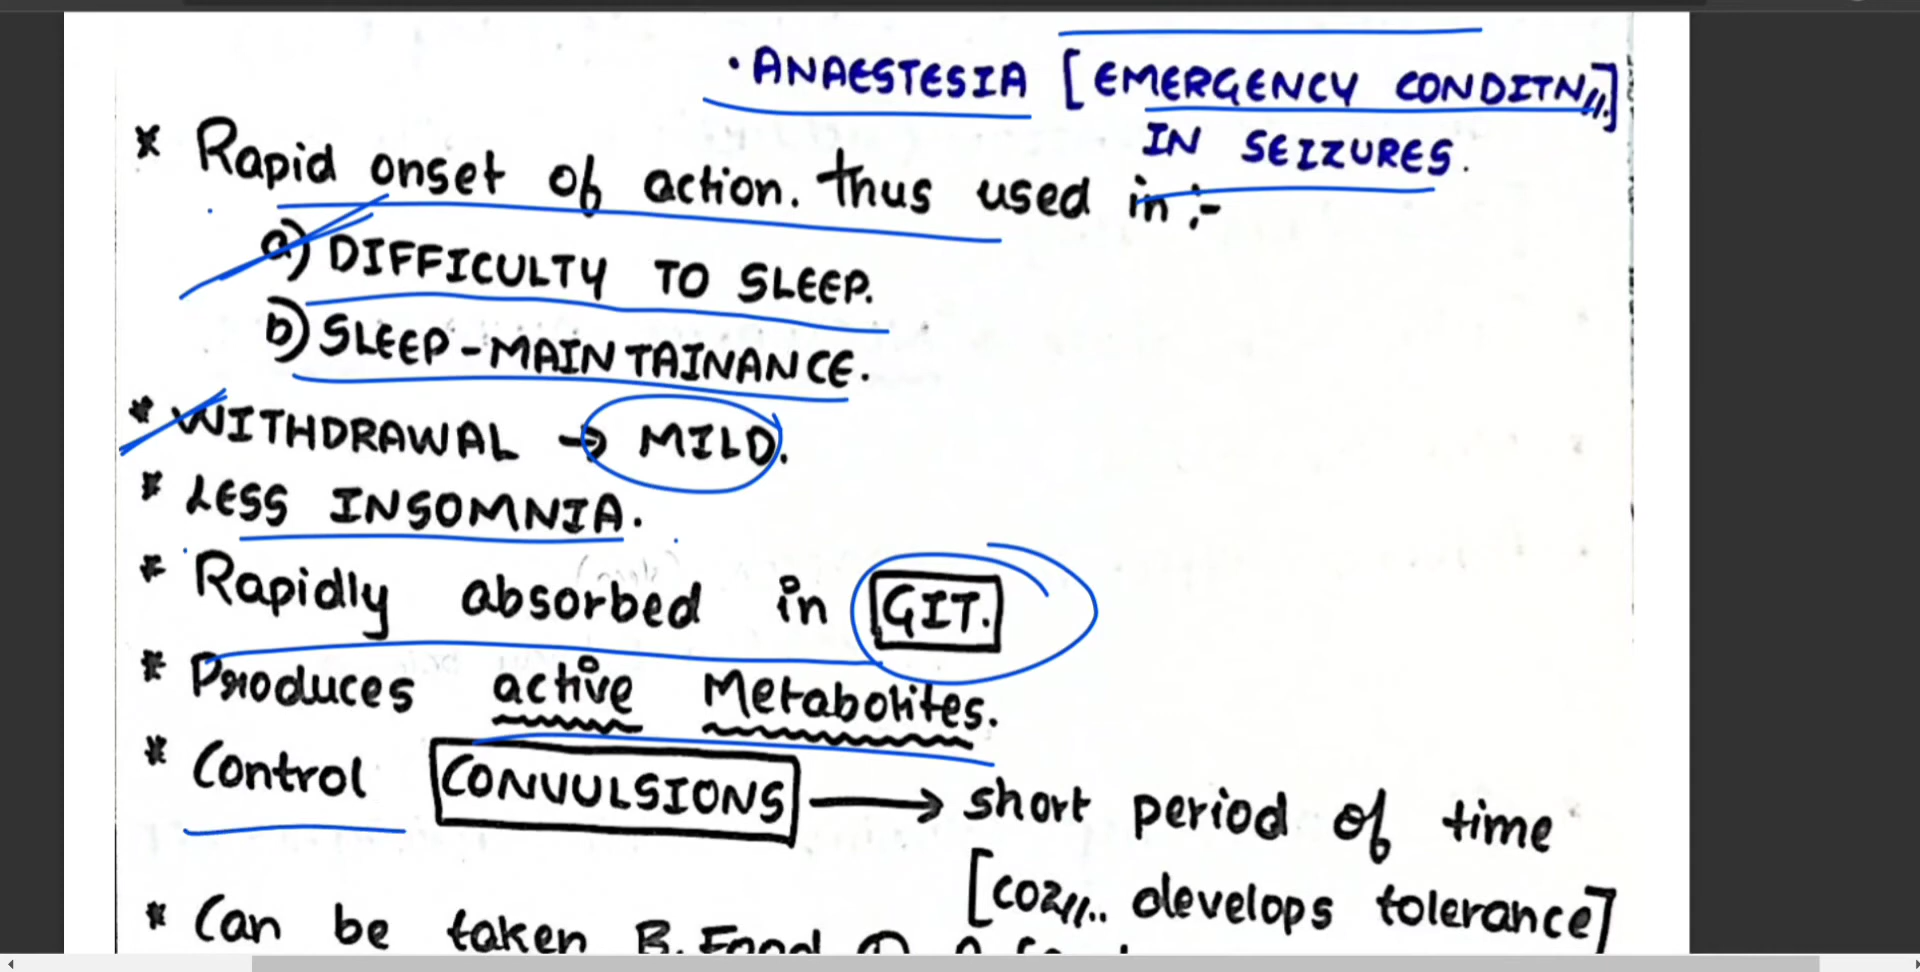 · ANAESTESIA [EMERGENCY CONDITN//.]
IN SEIZURES.
* Rapid onset of action. thus used in :-
a) DIFFICULTY TO SLEEP.
b) SLEEP-MAINTAINANCE.
* WITHDRAWAL → MILD.
* LESS INSOMNIA.
* Rapidly absorbed in GIT.
* Produces active Metabolites.
* Control CONVULSIONS → short period of time
[coz//.. develops tolerance]
* Can be taken B. Food